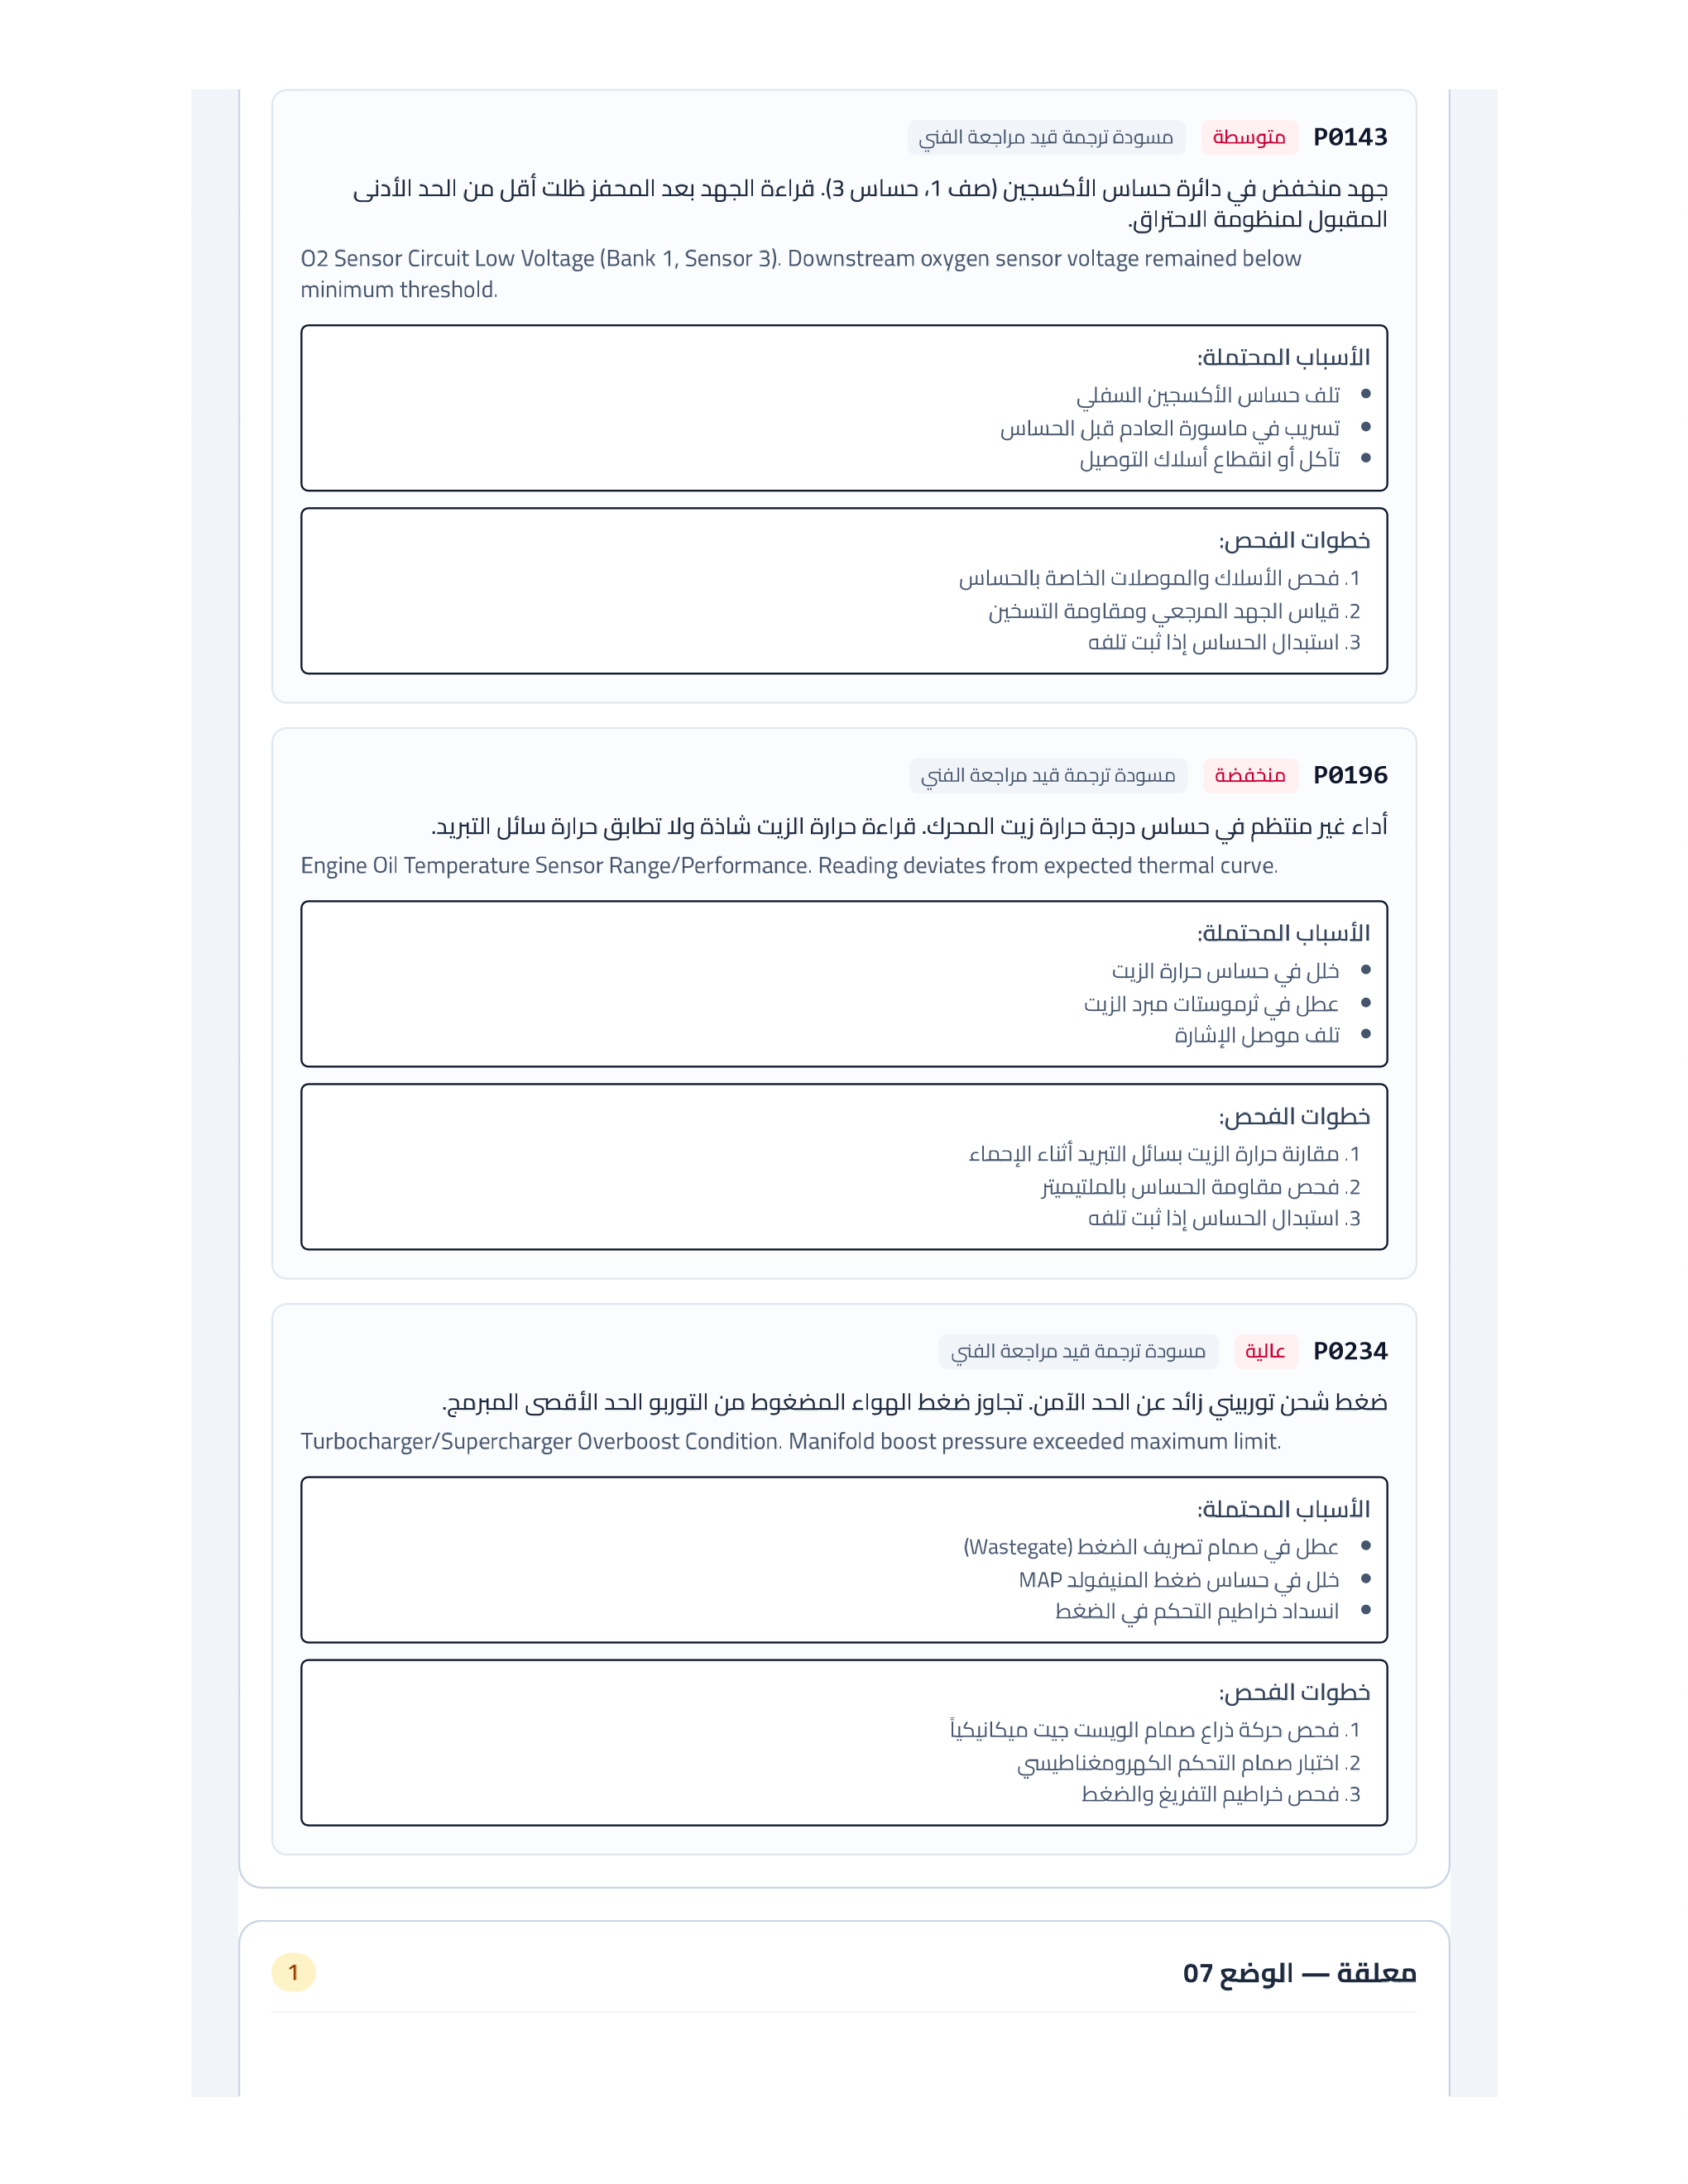 P0143 متوسطة مسودة ترجمة قيد مراجعة الفني
جهد منخفض في دائرة حساس الأكسجين (صف 1، حساس 3). قراءة الجهد بعد المحفز ظلت أقل من الحد الأدنى
المقبول لمنظومة الاحتراق.
O2 Sensor Circuit Low Voltage (Bank 1, Sensor 3). Downstream oxygen sensor voltage remained below
minimum threshold.
الأسباب المحتملة:
• تلف حساس الأكسجين السفلي
• تسريب في ماسورة العادم قبل الحساس
• تآكل أو انقطاع أسلاك التوصيل
خطوات الفحص:
1. فحص الأسلاك والموصلات الخاصة بالحساس
2. قياس الجهد المرجعي ومقاومة التسخين
3. استبدال الحساس إذا ثبت تلفه
P0196 منخفضة مسودة ترجمة قيد مراجعة الفني
أداء غير منتظم في حساس درجة حرارة زيت المحرك. قراءة حرارة الزيت شاذة ولا تطابق حرارة سائل التبريد.
Engine Oil Temperature Sensor Range/Performance. Reading deviates from expected thermal curve.
الأسباب المحتملة:
• خلل في حساس حرارة الزيت
• عطل في ثرموستات مبرد الزيت
• تلف موصل الإشارة
خطوات الفحص:
1. مقارنة حرارة الزيت بسائل التبريد أثناء الإحماء
2. فحص مقاومة الحساس بالملتيميتر
3. استبدال الحساس إذا ثبت تلفه
P0234 عالية مسودة ترجمة قيد مراجعة الفني
ضغط شحن توربيني زائد عن الحد الآمن. تجاوز ضغط الهواء المضغوط من التوربو الحد الأقصى المبرمج.
Turbocharger/Supercharger Overboost Condition. Manifold boost pressure exceeded maximum limit.
الأسباب المحتملة:
• عطل في صمام تصريف الضغط (Wastegate)
• خلل في حساس ضغط المنيفولد MAP
• انسداد خراطيم التحكم في الضغط
خطوات الفحص:
1. فحص حركة ذراع صمام الويست جيت ميكانيكياً
2. اختبار صمام التحكم الكهرومغناطيسي
3. فحص خراطيم التفريغ والضغط
معلقة — الوضع 07 1